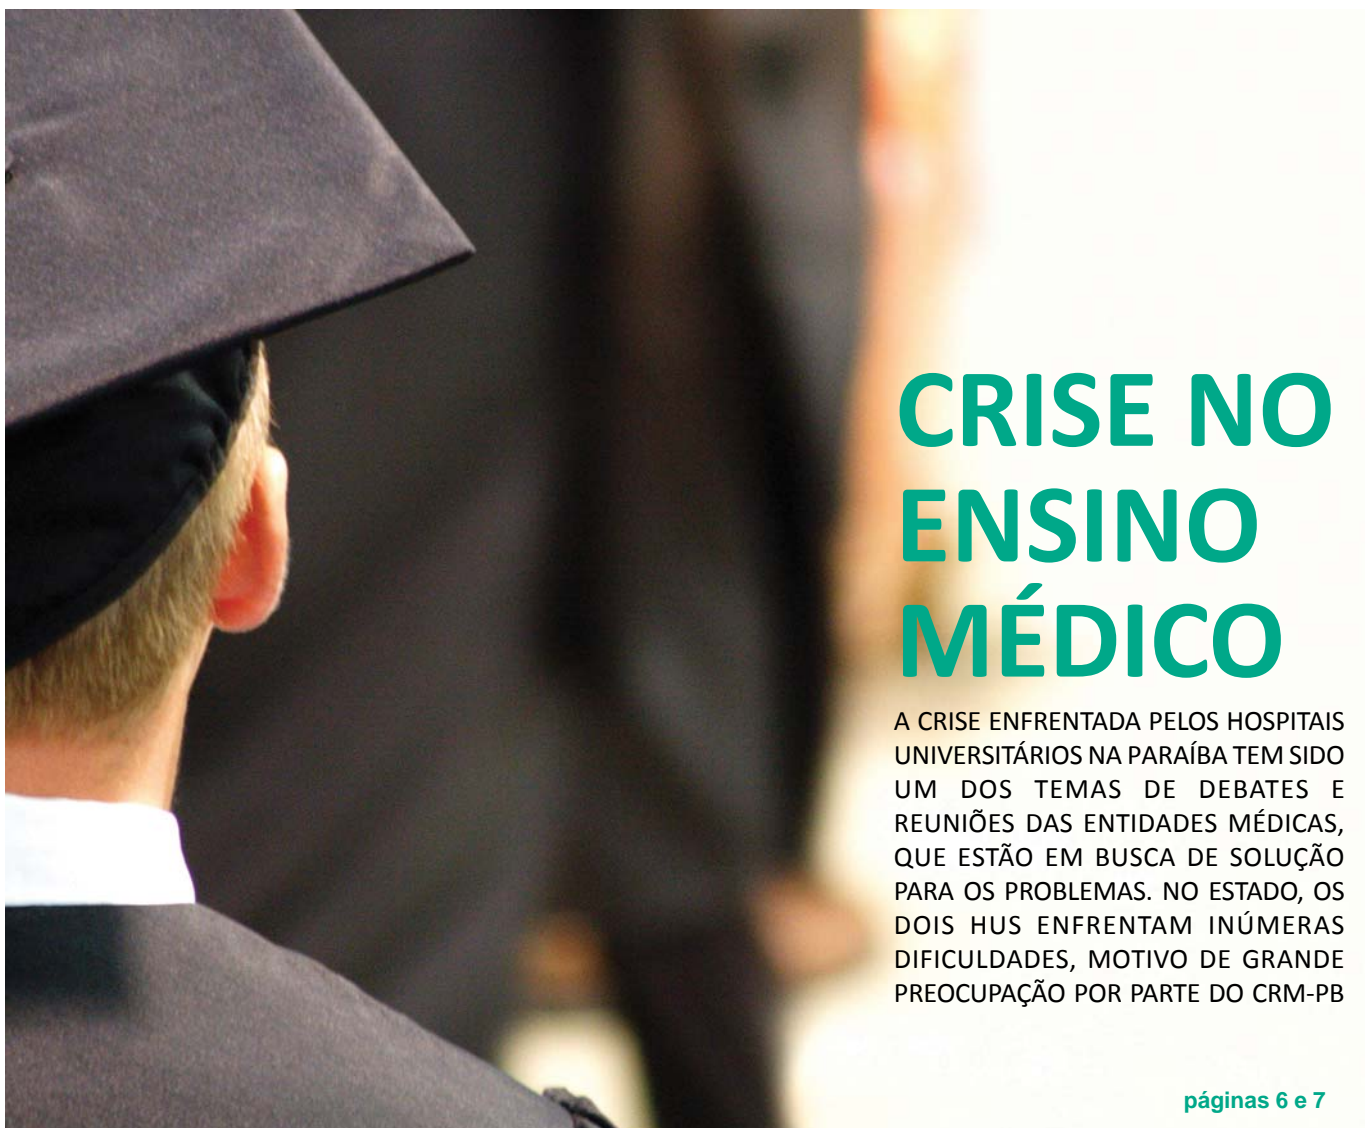 CRISE NO
ENSINO
MÉDICO
A CRISE ENFRENTADA PELOS HOSPITAIS
UNIVERSITÁRIOS NA PARAÍBA TEM SIDO
UM DOS TEMAS DE DEBATES E
REUNIÕES DAS ENTIDADES MÉDICAS,
QUE ESTÃO EM BUSCA DE SOLUÇÃO
PARA OS PROBLEMAS. NO ESTADO, OS
DOIS HUS ENFRENTAM INÚMERAS
DIFICULDADES, MOTIVO DE GRANDE
PREOCUPAÇÃO POR PARTE DO CRM-PB
páginas 6 e 7